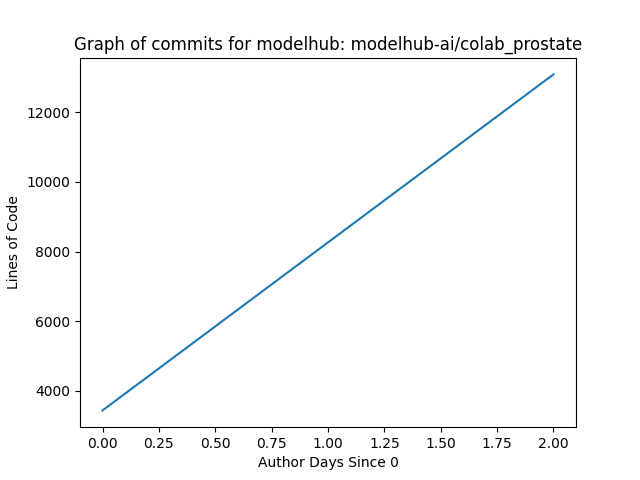 Graph of commits for modelhub: modelhub-ai/colab_prostate
Lines of Code
12000
10000
8000
6000
4000
0.00 0.25 0.50 0.75 1.00 1.25 1.50 1.75 2.00
Author Days Since 0